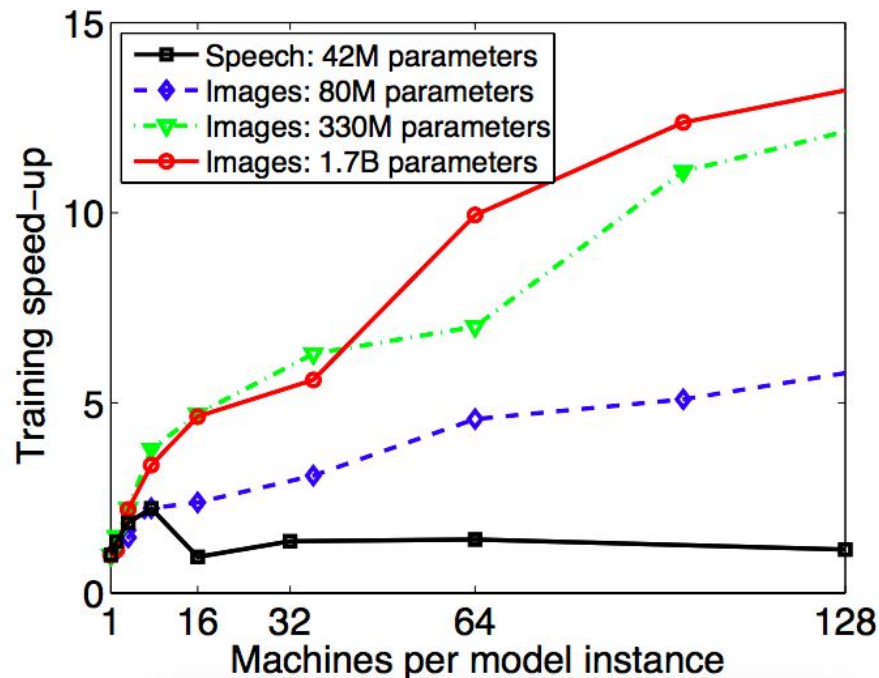 15
Speech: 42M parameters
Images: 80M parameters
Images: 330M parameters
Images: 1.7B parameters
10
Training speed-up
5
0
1 16 32 64 128
Machines per model instance